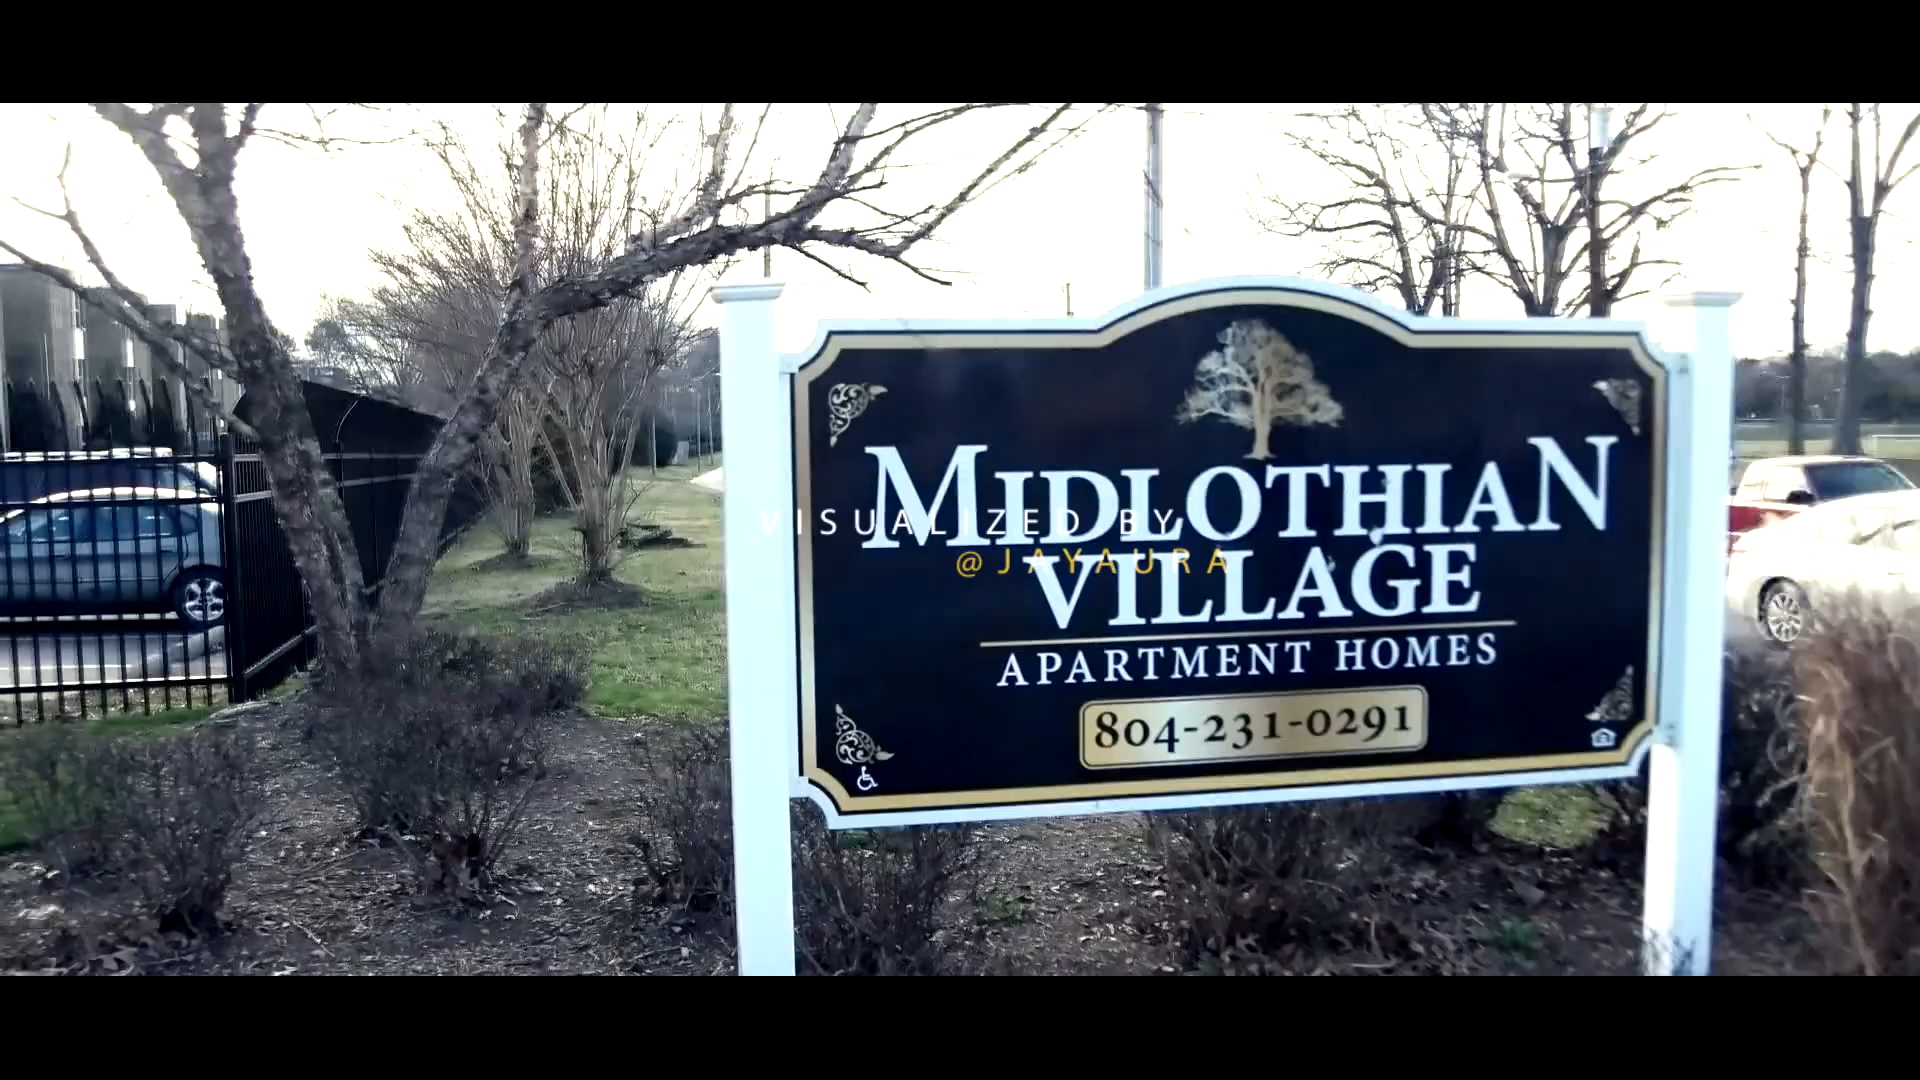 MIDLOTHIAN
VISUALIZED BY
@JAYAURA
VILLAGE
APARTMENT HOMES
804-231-0291